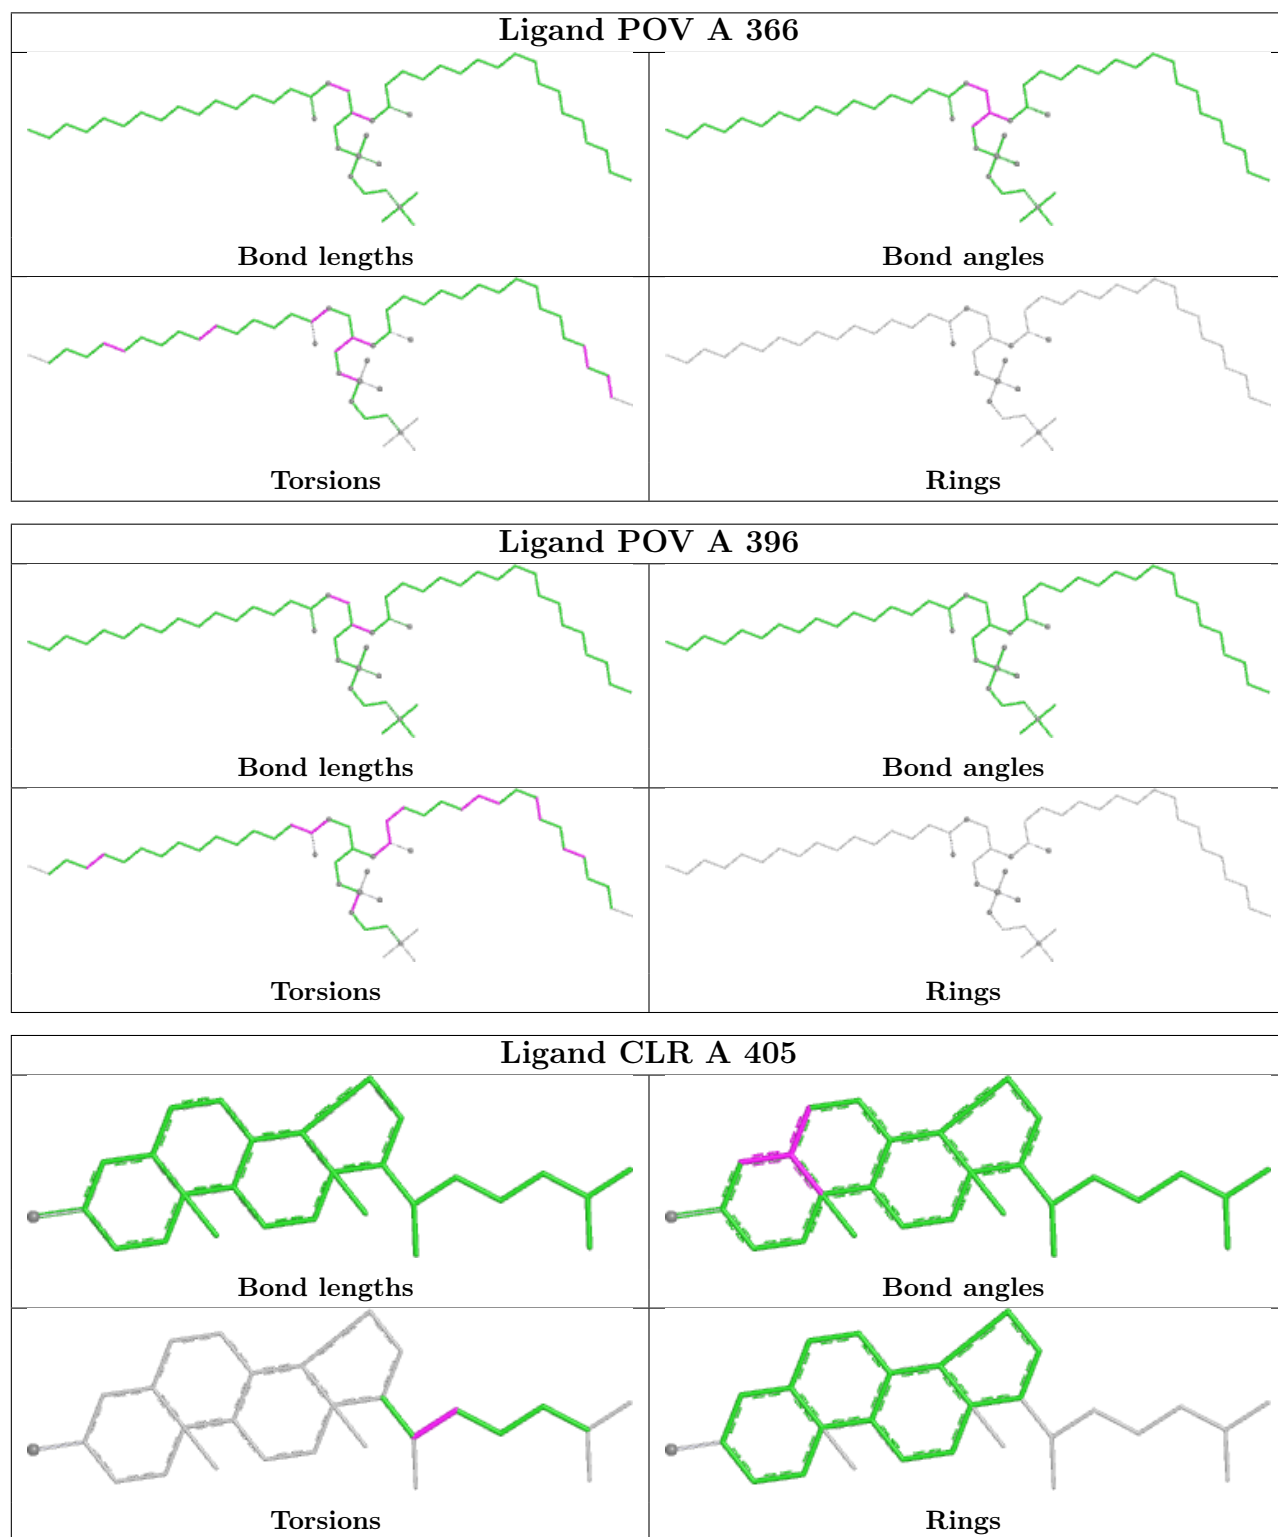 Ligand POV A 366
Bond lengths
Bond angles
Torsions
Rings
Ligand POV A 396
Bond lengths
Bond angles
Torsions
Rings
Ligand CLR A 405
Bond lengths
Bond angles
Torsions
Rings